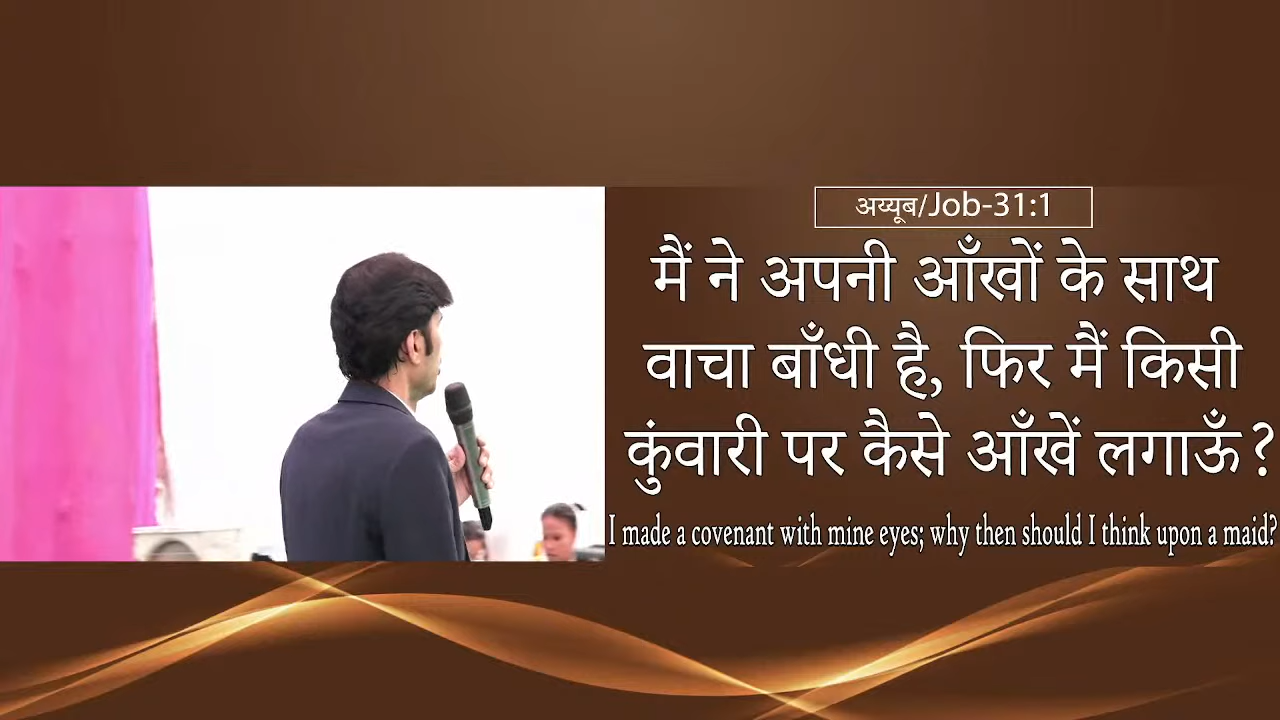 अय्यूब/Job-31:1
मैं ने अपनी आँखों के साथ
वाचा बाँधी है, फिर मैं किसी
कुंवारी पर कैसे आँखें लगाऊँ?
I made a covenant with mine eyes; why then should I think upon a maid?